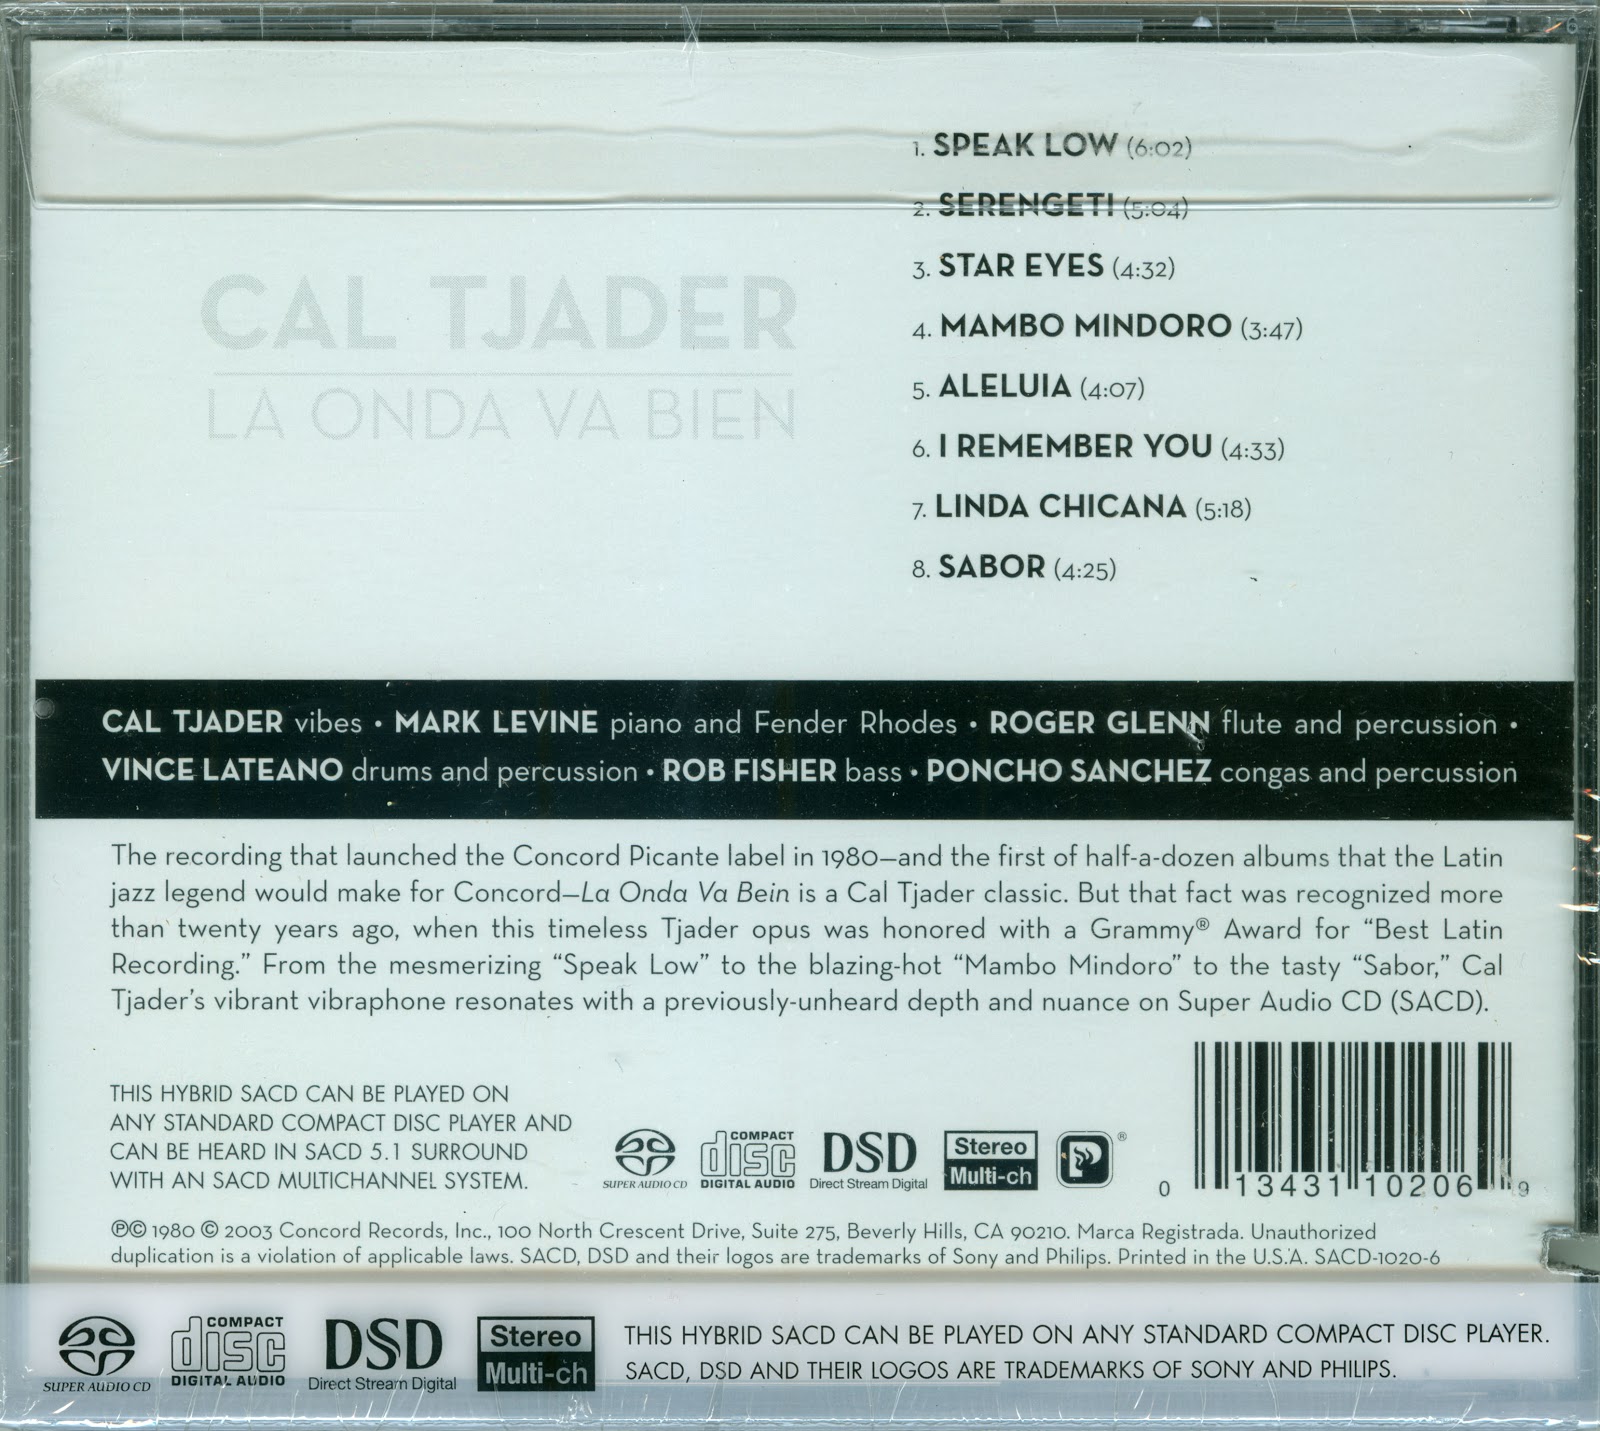 1. SPEAK LOW (6:02)
2. SERENGETI (5:04)
3. STAR EYES (4:32)
4. MAMBO MINDORO (3:47)
5. ALELUIA (4:07)
6. I REMEMBER YOU (4:33)
7. LINDA CHICANA (5:18)
8. SABOR (4:25)
CAL TJADER
LA ONDA VA BIEN
CAL TJADER vibes • MARK LEVINE piano and Fender Rhodes • ROGER GLENN flute and percussion •
VINCE LATEANO drums and percussion • ROB FISHER bass • PONCHO SANCHEZ congas and percussion
The recording that launched the Concord Picante label in 1980—and the first of half-a-dozen albums that the Latin
jazz legend would make for Concord—La Onda Va Bein is a Cal Tjader classic. But that fact was recognized more
than twenty years ago, when this timeless Tjader opus was honored with a Grammy® Award for “Best Latin
Recording.” From the mesmerizing “Speak Low” to the blazing-hot “Mambo Mindoro” to the tasty “Sabor,” Cal
Tjader’s vibrant vibraphone resonates with a previously-unheard depth and nuance on Super Audio CD (SACD).
THIS HYBRID SACD CAN BE PLAYED ON
ANY STANDARD COMPACT DISC PLAYER AND
CAN BE HEARD IN SACD 5.1 SURROUND
WITH AN SACD MULTICHANNEL SYSTEM.
SUPER AUDIO CD
COMPACT
disc
DIGITAL AUDIO
DSD
Direct Stream Digital
Stereo
Multi-ch
®
0 13431 10206 9
℗© 1980 © 2003 Concord Records, Inc., 100 North Crescent Drive, Suite 275, Beverly Hills, CA 90210. Marca Registrada. Unauthorized
duplication is a violation of applicable laws. SACD, DSD and their logos are trademarks of Sony and Philips. Printed in the U.S.A. SACD-1020-6
SUPER AUDIO CD
COMPACT
disc
DIGITAL AUDIO
DSD
Direct Stream Digital
Stereo
Multi-ch
THIS HYBRID SACD CAN BE PLAYED ON ANY STANDARD COMPACT DISC PLAYER.
SACD, DSD AND THEIR LOGOS ARE TRADEMARKS OF SONY AND PHILIPS.